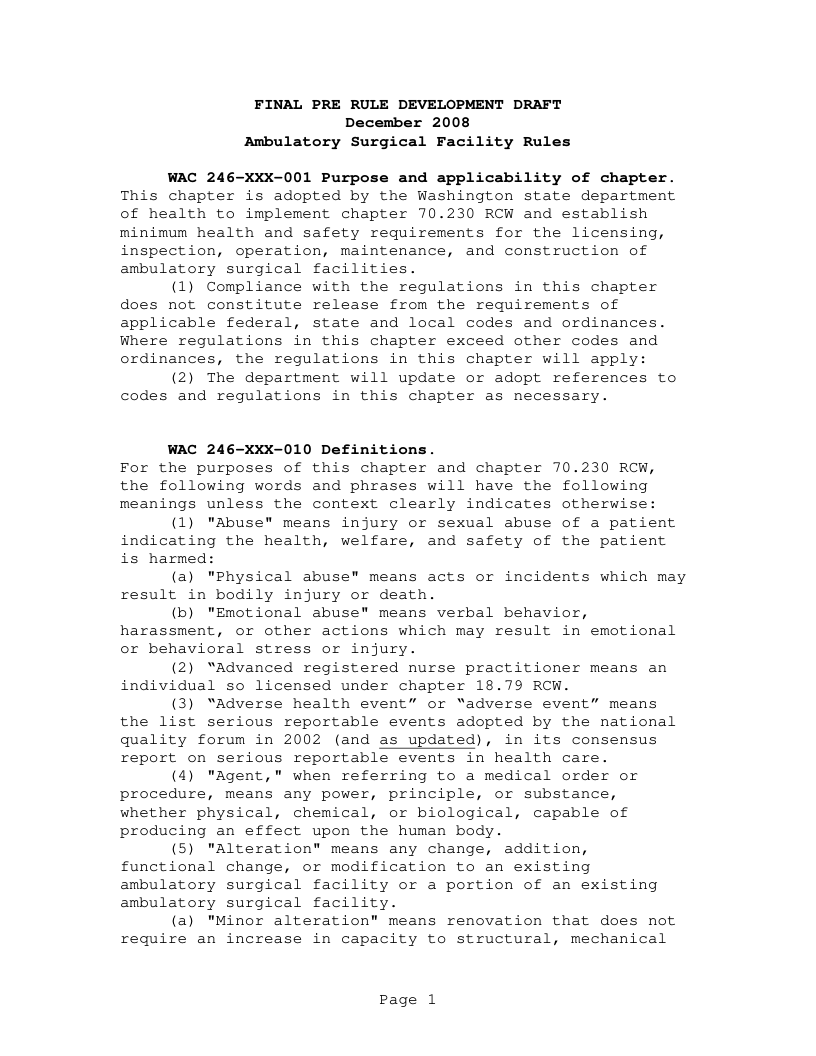 FINAL PRE RULE DEVELOPMENT DRAFT
December 2008
Ambulatory Surgical Facility Rules
WAC 246-XXX-001 Purpose and applicability of chapter.
This chapter is adopted by the Washington state department
of health to implement chapter 70.230 RCW and establish
minimum health and safety requirements for the licensing,
inspection, operation, maintenance, and construction of
ambulatory surgical facilities.
(1) Compliance with the regulations in this chapter
does not constitute release from the requirements of
applicable federal, state and local codes and ordinances.
Where regulations in this chapter exceed other codes and
ordinances, the regulations in this chapter will apply:
(2) The department will update or adopt references to
codes and regulations in this chapter as necessary.
WAC 246-XXX-010 Definitions.
For the purposes of this chapter and chapter 70.230 RCW,
the following words and phrases will have the following
meanings unless the context clearly indicates otherwise:
(1) "Abuse" means injury or sexual abuse of a patient
indicating the health, welfare, and safety of the patient
is harmed:
(a) "Physical abuse" means acts or incidents which may
result in bodily injury or death.
(b) "Emotional abuse" means verbal behavior,
harassment, or other actions which may result in emotional
or behavioral stress or injury.
(2) “Advanced registered nurse practitioner means an
individual so licensed under chapter 18.79 RCW.
(3) “Adverse health event” or “adverse event” means
the list serious reportable events adopted by the national
quality forum in 2002 (and as updated), in its consensus
report on serious reportable events in health care.
(4) "Agent," when referring to a medical order or
procedure, means any power, principle, or substance,
whether physical, chemical, or biological, capable of
producing an effect upon the human body.
(5) "Alteration" means any change, addition,
functional change, or modification to an existing
ambulatory surgical facility or a portion of an existing
ambulatory surgical facility.
(a) "Minor alteration" means renovation that does not
require an increase in capacity to structural, mechanical
Page 1